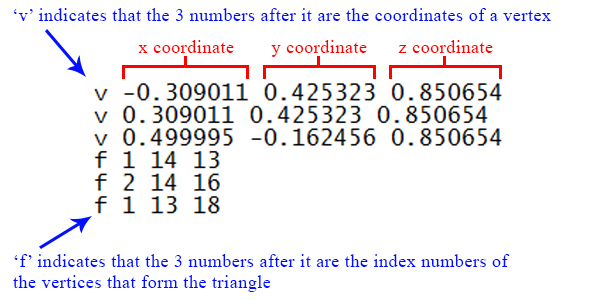 ‘v’ indicates that the 3 numbers after it are the coordinates of a vertex
x coordinate y coordinate z coordinate
v -0.309011 0.425323 0.850654
v 0.309011 0.425323 0.850654
v 0.499995 -0.162456 0.850654
f 1 14 13
f 2 14 16
f 1 13 18
‘f’ indicates that the 3 numbers after it are the index numbers of
the vertices that form the triangle